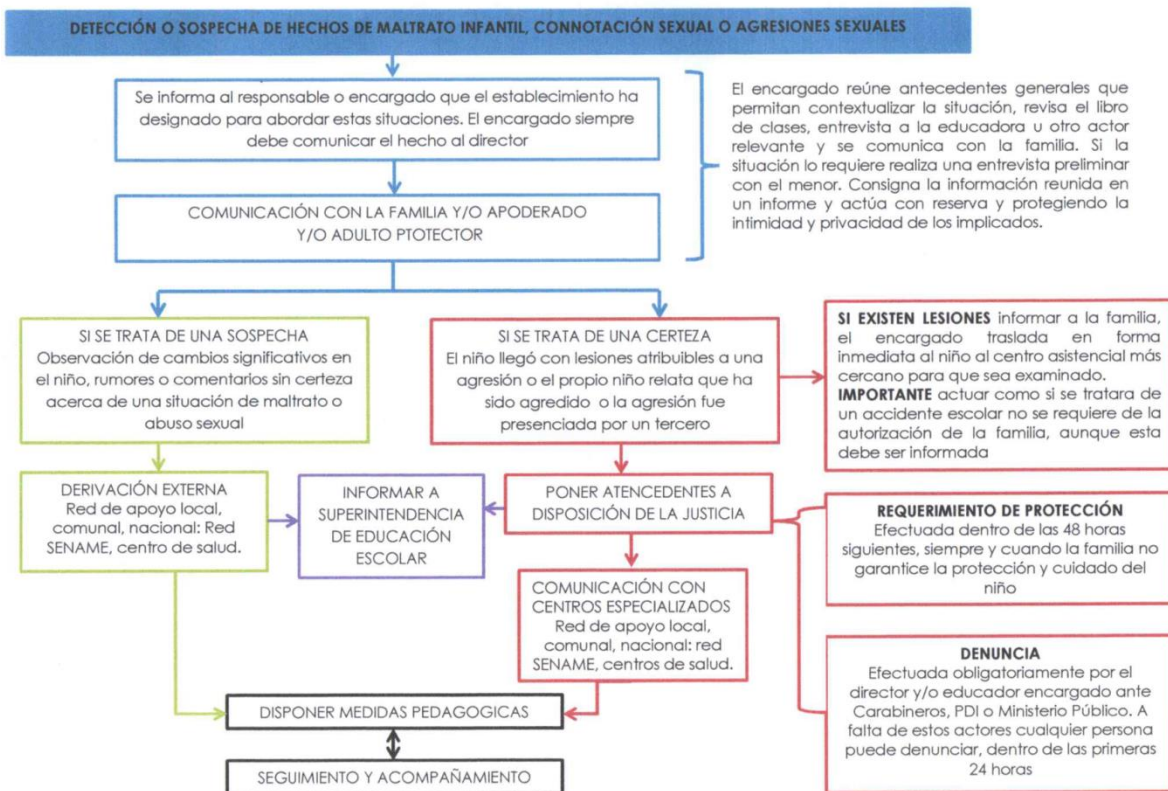 DETECCIÓN O SOSPECHA DE HECHOS DE MALTRATO INFANTIL, CONNOTACIÓN SEXUAL O AGRESIONES SEXUALES
Se informa al responsable o encargado que el establecimiento ha
designado para abordar estas situaciones. El encargado siempre
debe comunicar el hecho al director
El encargado reúne antecedentes generales que
permitan contextualizar la situación, revisa el libro
de clases, entrevista a la educadora u otro actor
relevante y se comunica con la familia. Si la
situación lo requiere realiza una entrevista preliminar
con el menor. Consigna la información reunida en
un informe y actúa con reserva y protegiendo la
intimidad y privacidad de los implicados.
COMUNICACIÓN CON LA FAMILIA Y/O APODERADO
Y/O ADULTO PTOTECTOR
SI SE TRATA DE UNA SOSPECHA
Observación de cambios significativos en
el niño, rumores o comentarios sin certeza
acerca de una situación de maltrato o
abuso sexual
SI SE TRATA DE UNA CERTEZA
El niño llegó con lesiones atribuibles a una
agresión o el propio niño relata que ha
sido agredido o la agresión fue
presenciada por un tercero
SI EXISTEN LESIONES informar a la familia,
el encargado traslada en forma
inmediata al niño al centro asistencial más
cercano para que sea examinado.
IMPORTANTE actuar como si se tratara de
un accidente escolar no se requiere de la
autorización de la familia, aunque esta
debe ser informada
DERIVACIÓN EXTERNA
Red de apoyo local,
comunal, nacional: Red
SENAME, centro de salud.
INFORMAR A
SUPERINTENDENCIA
DE EDUCACIÓN
ESCOLAR
PONER ATENCEDENTES A
DISPOSICIÓN DE LA JUSTICIA
REQUERIMIENTO DE PROTECCIÓN
Efectuada dentro de las 48 horas
siguientes, siempre y cuando la familia no
garantice la protección y cuidado del
niño
COMUNICACIÓN CON
CENTROS ESPECIALIZADOS
Red de apoyo local,
comunal, nacional: red
SENAME, centros de salud.
DENUNCIA
Efectuada obligatoriamente por el
director y/o educador encargado ante
Carabineros, PDI o Ministerio Público. A
falta de estos actores cualquier persona
puede denunciar, dentro de las primeras
24 horas
DISPONER MEDIDAS PEDAGOGICAS
SEGUIMIENTO Y ACOMPAÑAMIENTO